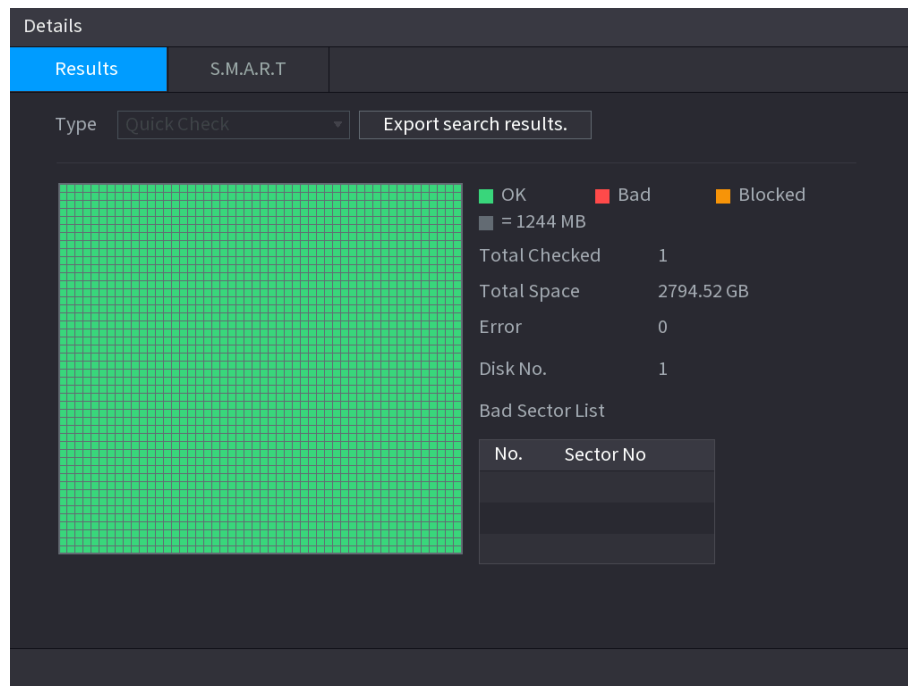 Details
Results S.M.A.R.T
Type Quick Check Export search results.
OK Bad Blocked
= 1244 MB
Total Checked 1
Total Space 2794.52 GB
Error 0
Disk No. 1
Bad Sector List
No. Sector No